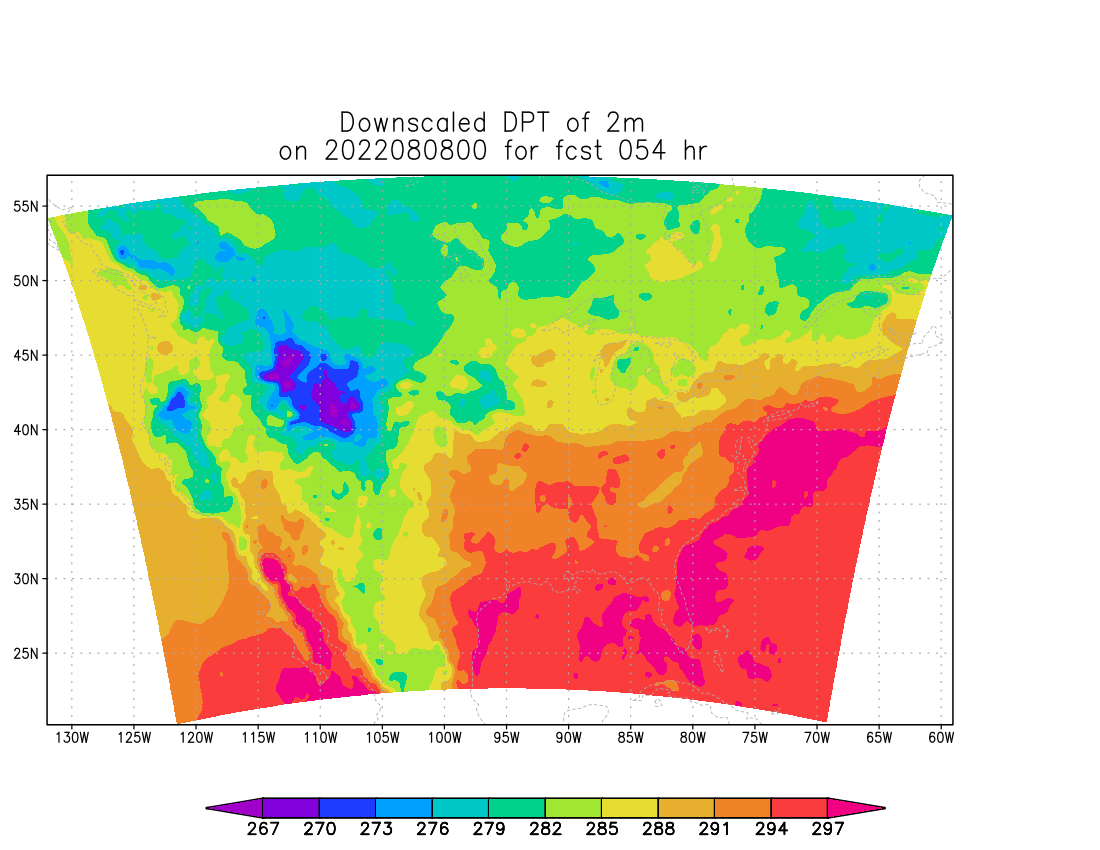 Downscaled DPT of 2m
on 2022080800 for fcst 054 hr
55N
50N
45N
40N
35N
30N
25N
130W 125W 120W 115W 110W 105W 100W 95W 90W 85W 80W 75W 70W 65W 60W
267 270 273 276 279 282 285 288 291 294 297